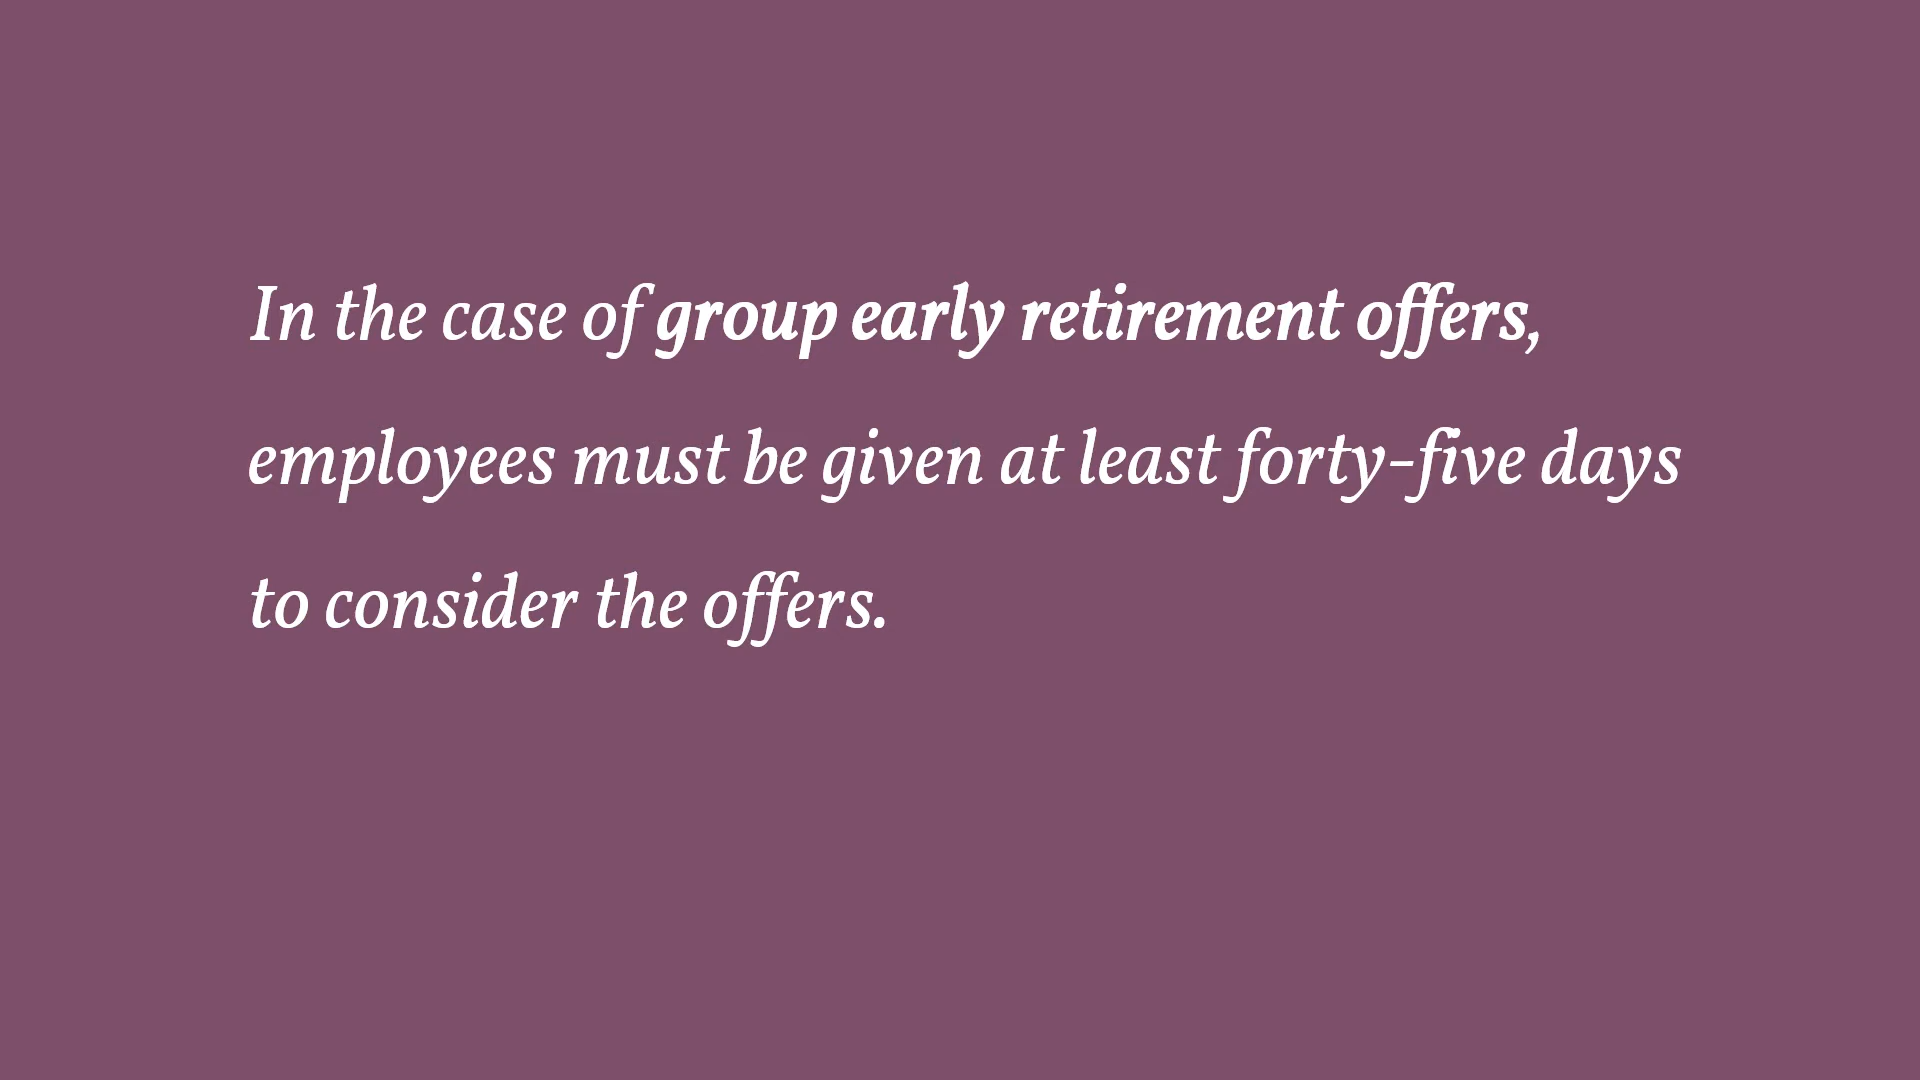 In the case of group early retirement offers,
employees must be given at least forty-five days
to consider the offers.